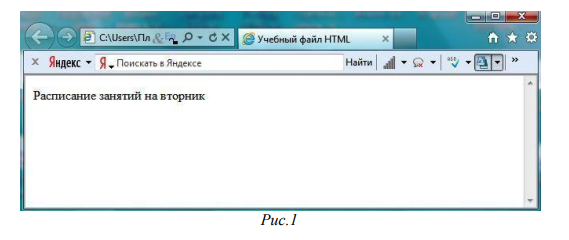 C:\Users\Пл
Учебный файл HTML
× Яндекс Я Поискать в Яндексе Найти
Расписание занятий на вторник
Рис.1